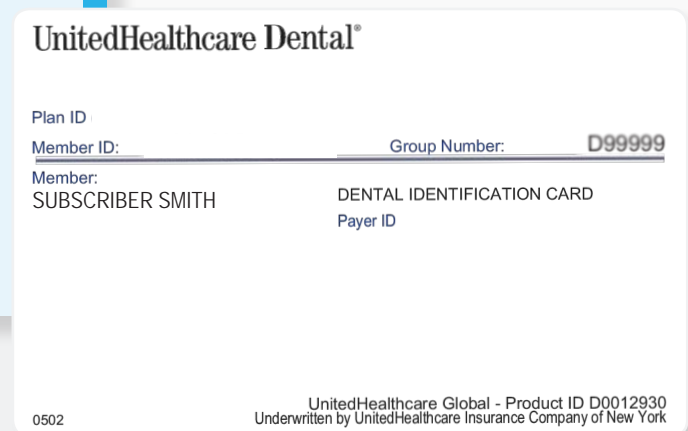 UnitedHealthcare Dental®
Plan ID
Member ID: Group Number: D99999
Member:
SUBSCRIBER SMITH
DENTAL IDENTIFICATION CARD
Payer ID
UnitedHealthcare Global - Product ID D0012930
0502 Underwritten by UnitedHealthcare Insurance Company of New York